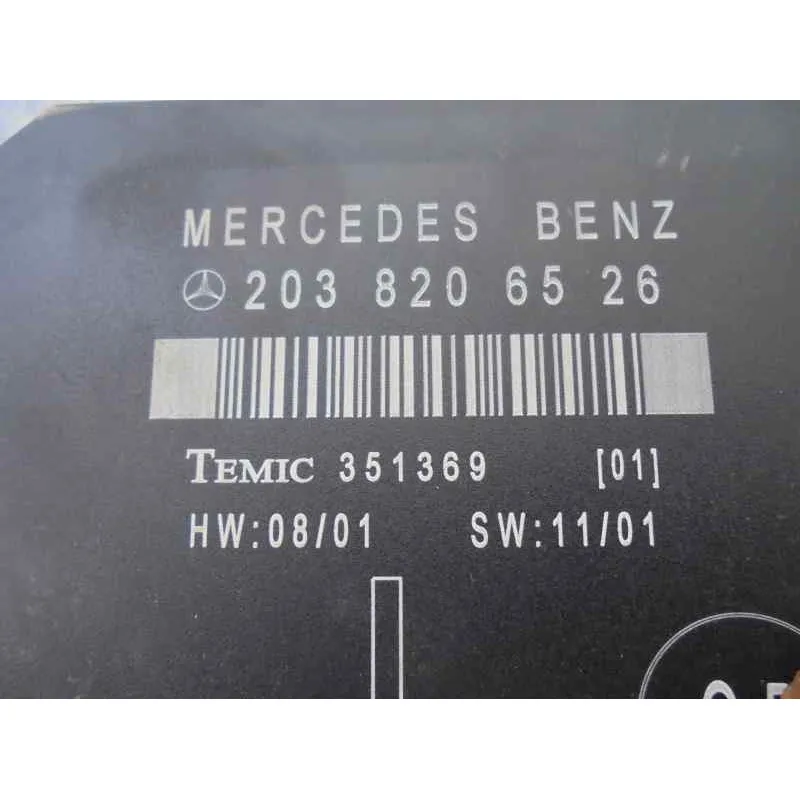 MERCEDES BENZ
203 820 65 26
TEMIC 351369 [01]
HW:08/01 SW:11/01